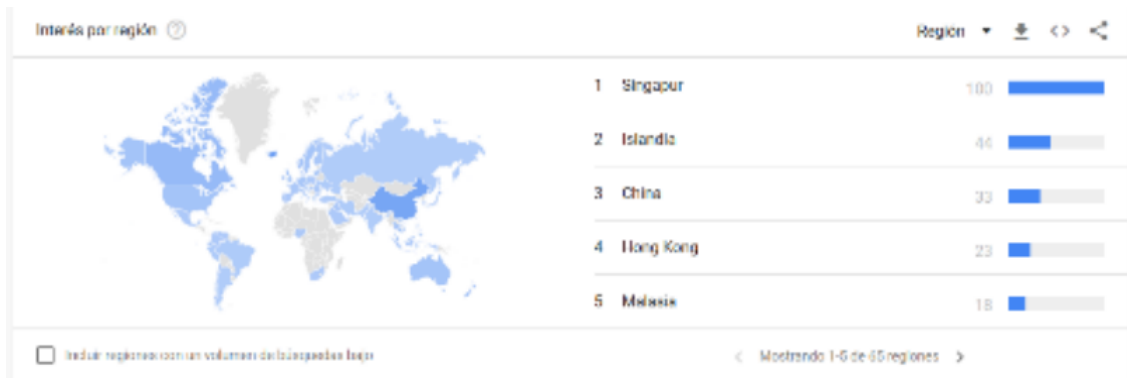 Interés por región
Región
1 Singapur 100
2 Islandia 44
3 China 33
4 Hong Kong 23
5 Malasia 18
Incluir regiones con un volumen de búsquedas bajo
Mostrando 1-5 de 65 regiones